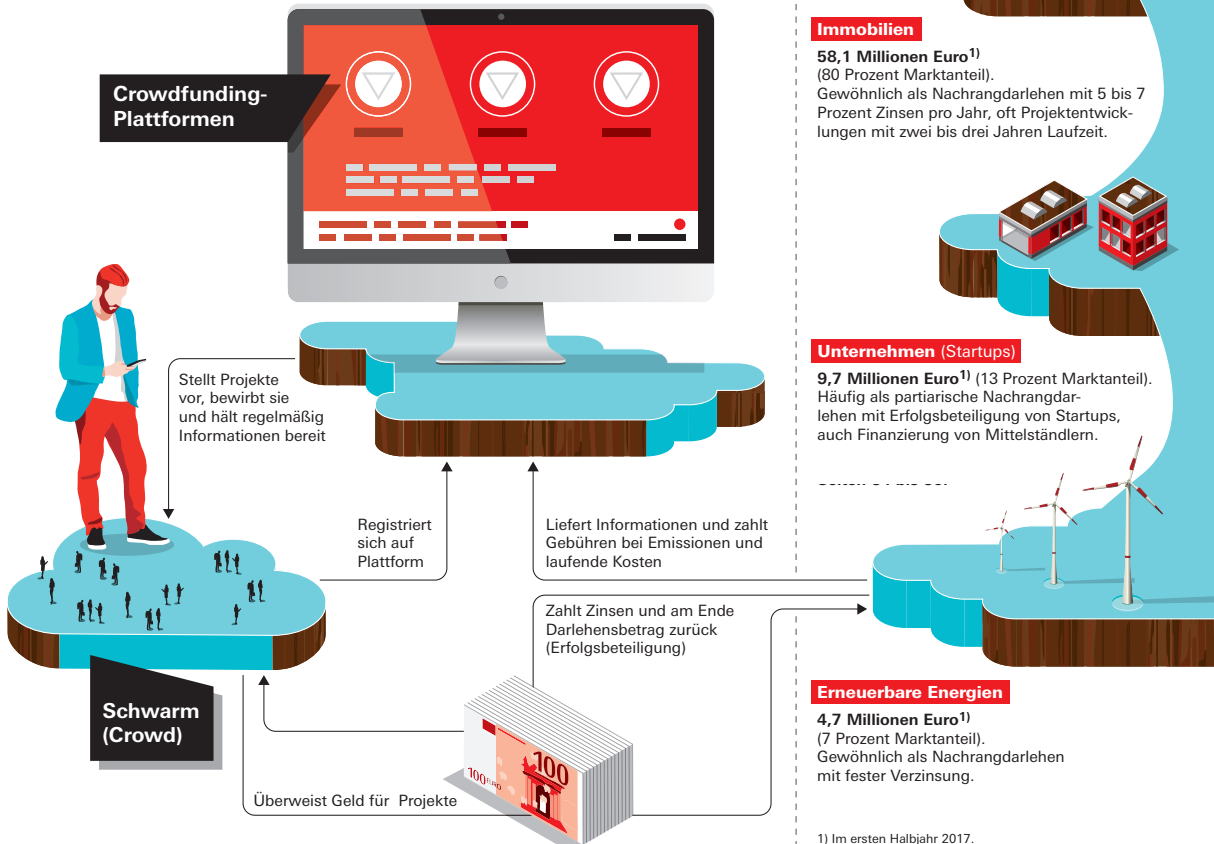 Crowdfunding-
Plattformen
Stellt Projekte
vor, bewirbt sie
und hält regelmäßig
Informationen bereit
Registriert
sich auf
Plattform
Liefert Informationen und zahlt
Gebühren bei Emissionen und
laufende Kosten
Zahlt Zinsen und am Ende
Darlehensbetrag zurück
(Erfolgsbeteiligung)
Schwarm
(Crowd)
Überweist Geld für Projekte
100
100 EURO
Immobilien
58,1 Millionen Euro1)
(80 Prozent Marktanteil).
Gewöhnlich als Nachrangdarlehen mit 5 bis 7
Prozent Zinsen pro Jahr, oft Projektentwick-
lungen mit zwei bis drei Jahren Laufzeit.
Unternehmen (Startups)
9,7 Millionen Euro1) (13 Prozent Marktanteil).
Häufig als partiarische Nachrangdar-
lehen mit Erfolgsbeteiligung von Startups,
auch Finanzierung von Mittelständlern.
Erneuerbare Energien
4,7 Millionen Euro1)
(7 Prozent Marktanteil).
Gewöhnlich als Nachrangdarlehen
mit fester Verzinsung.
1) Im ersten Halbjahr 2017.